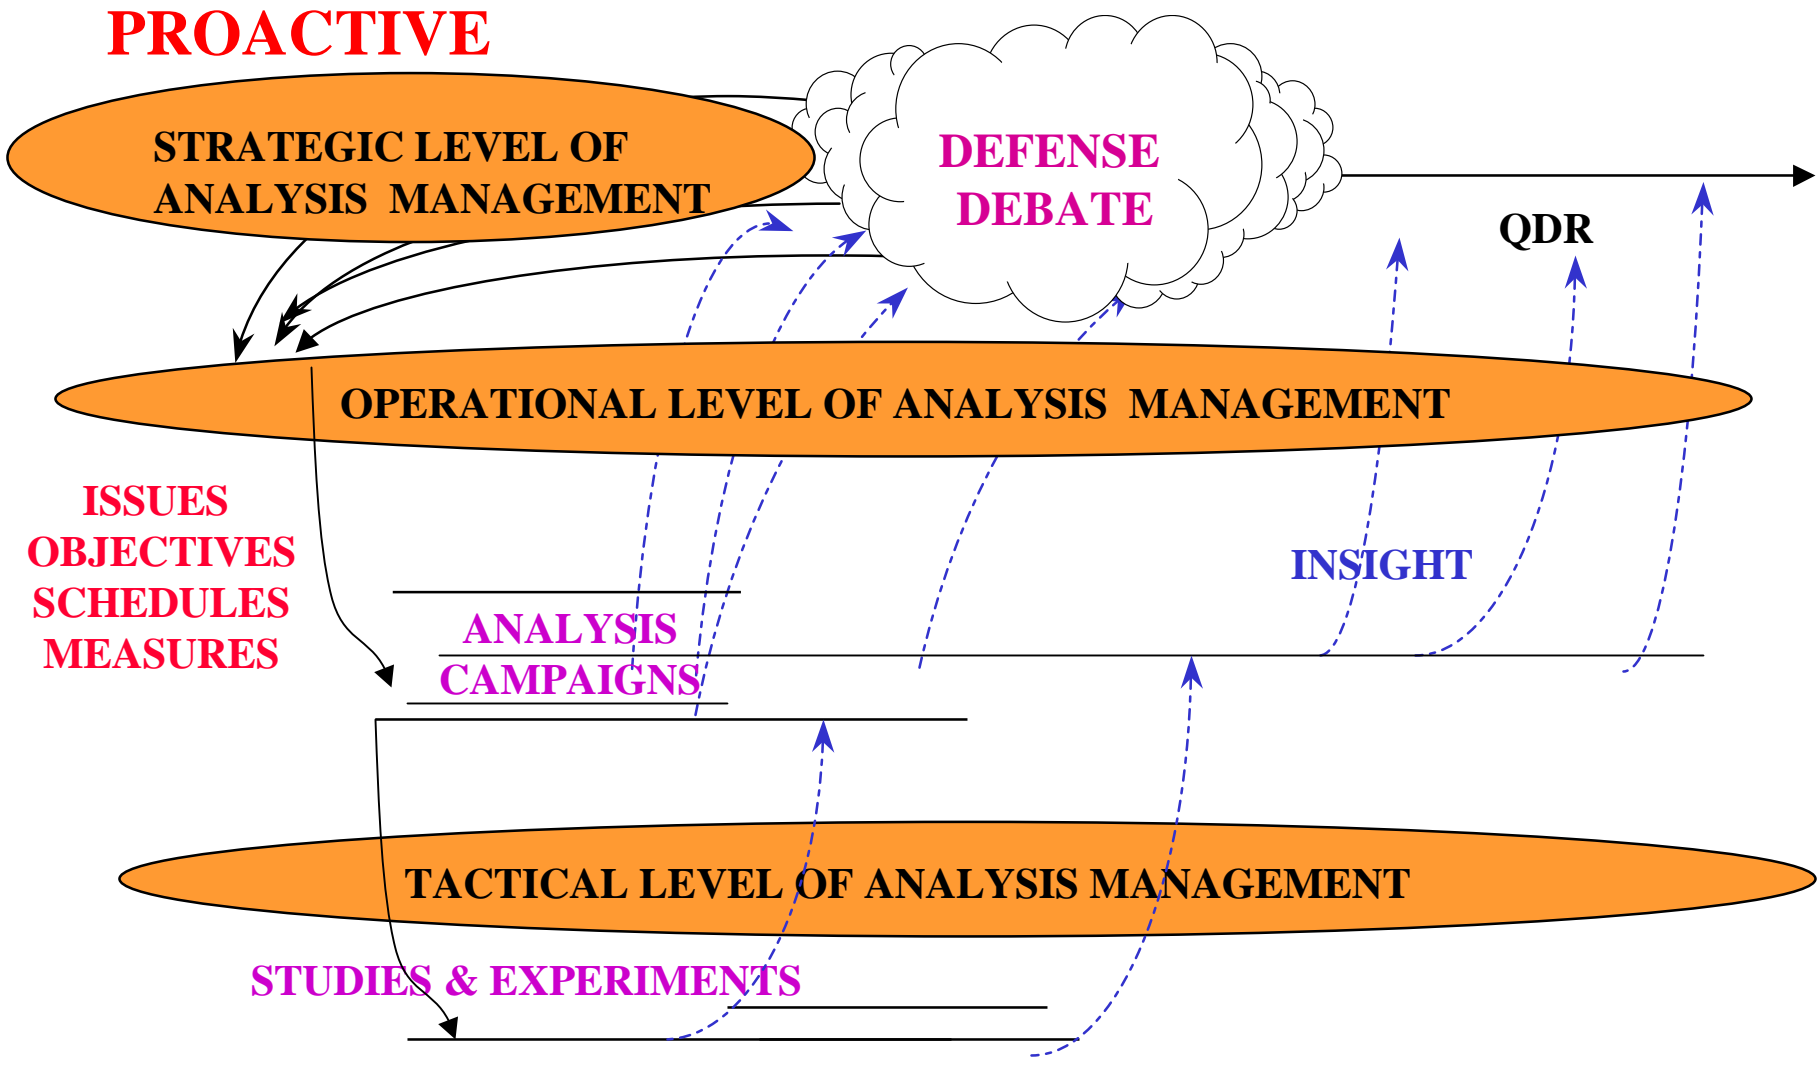 PROACTIVE
STRATEGIC LEVEL OF
ANALYSIS MANAGEMENT
DEFENSE
DEBATE
QDR
OPERATIONAL LEVEL OF ANALYSIS MANAGEMENT
ISSUES
OBJECTIVES
SCHEDULES
MEASURES
INSIGHT
ANALYSIS
CAMPAIGNS
TACTICAL LEVEL OF ANALYSIS MANAGEMENT
STUDIES & EXPERIMENTS